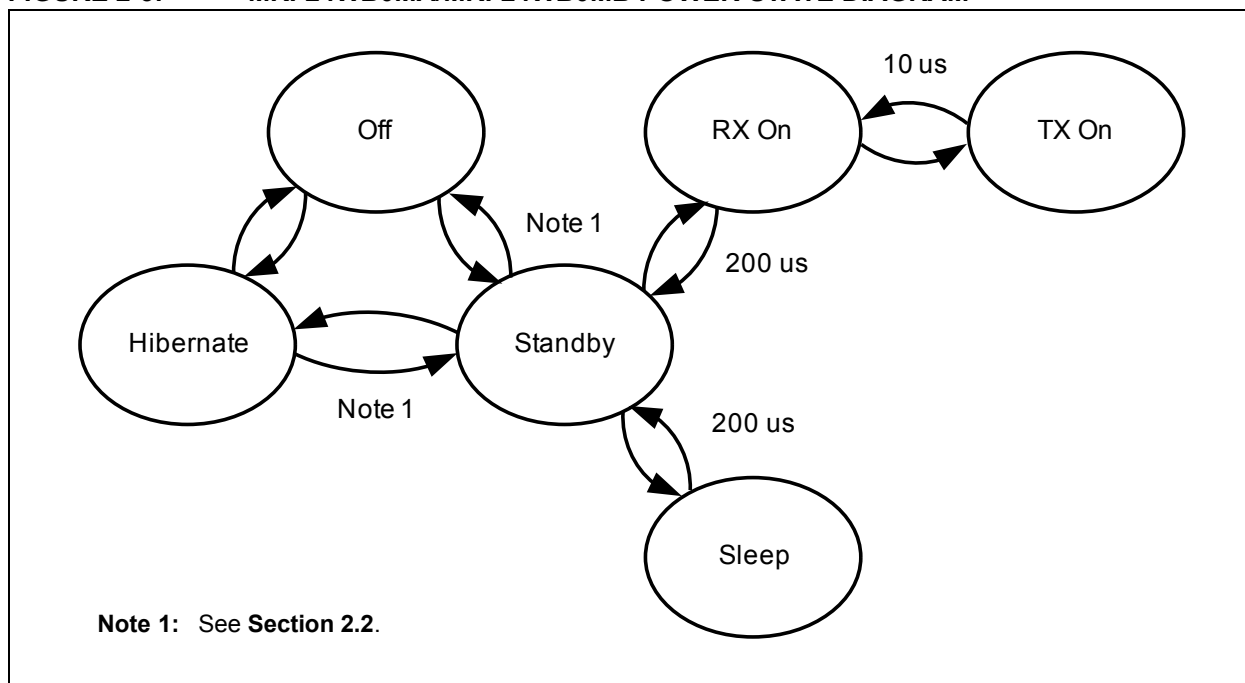 Off
RX On
10 us
TX On
Note 1
200 us
Hibernate
Standby
Note 1
200 us
Sleep
Note 1: See Section 2.2.